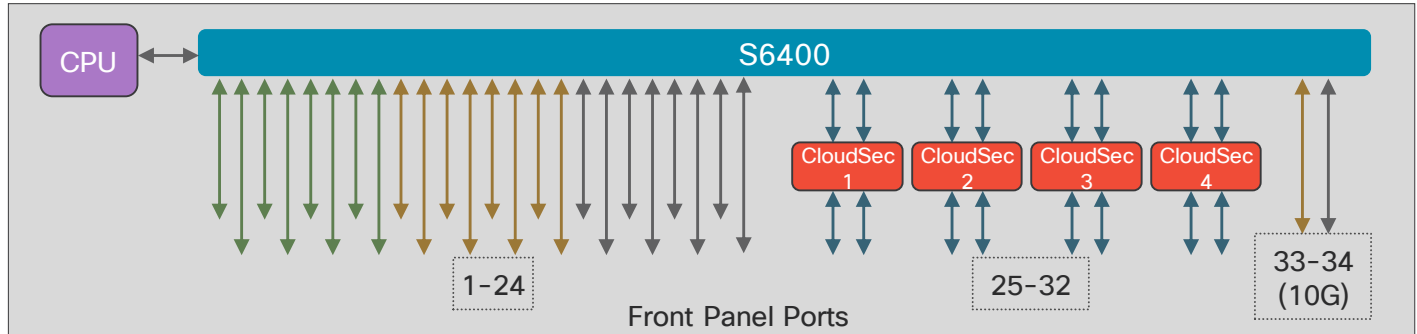 CPU
S6400
CloudSec
1
CloudSec
2
CloudSec
3
CloudSec
4
1-24
25-32
33-34
(10G)
Front Panel Ports